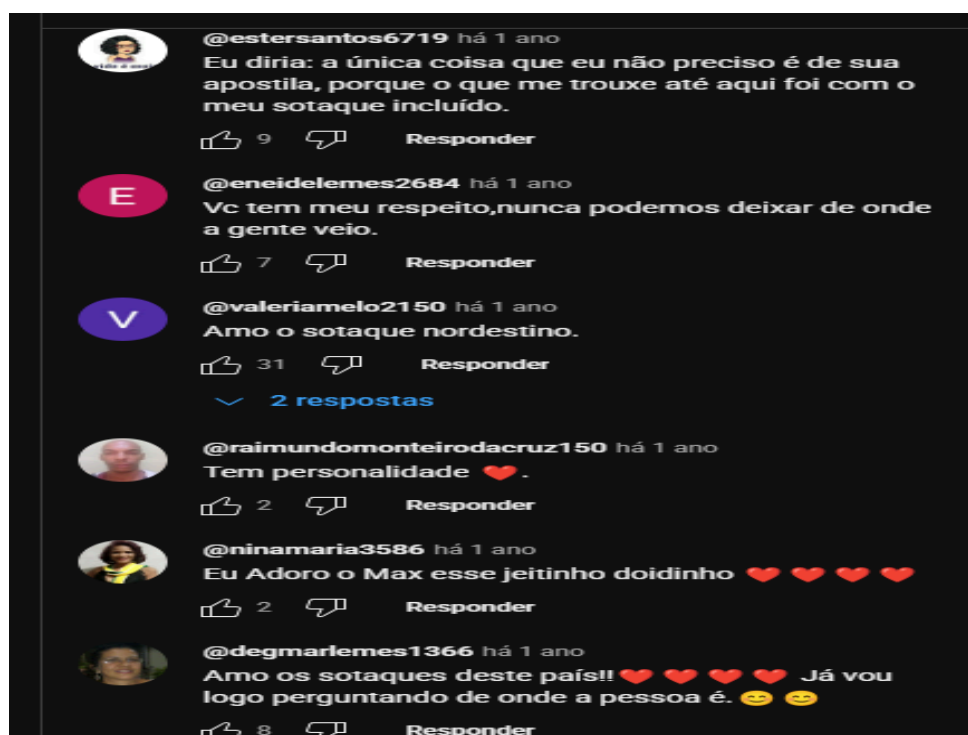 @estersantos6719 há 1 ano
Eu diria: a única coisa que eu não preciso é de sua
apostila, porque o que me trouxe até aqui foi com o
meu sotaque incluído.
9 Responder
E
@eneidelemes2684 há 1 ano
Vc tem meu respeito,nunca podemos deixar de onde
a gente veio.
7 Responder
V
@valeriamelo2150 há 1 ano
Amo o sotaque nordestino.
31 Responder
2 respostas
@raimundomonteirodacruz150 há 1 ano
Tem personalidade ❤️.
2 Responder
@ninamaria3586 há 1 ano
Eu Adoro o Max esse jeitinho doidinho ❤️ ❤️ ❤️ ❤️
2 Responder
@degmarlemes1366 há 1 ano
Amo os sotaques deste país!!❤️ ❤️ ❤️ ❤️ Já vou
logo perguntando de onde a pessoa é.😊 😊
8 Responder